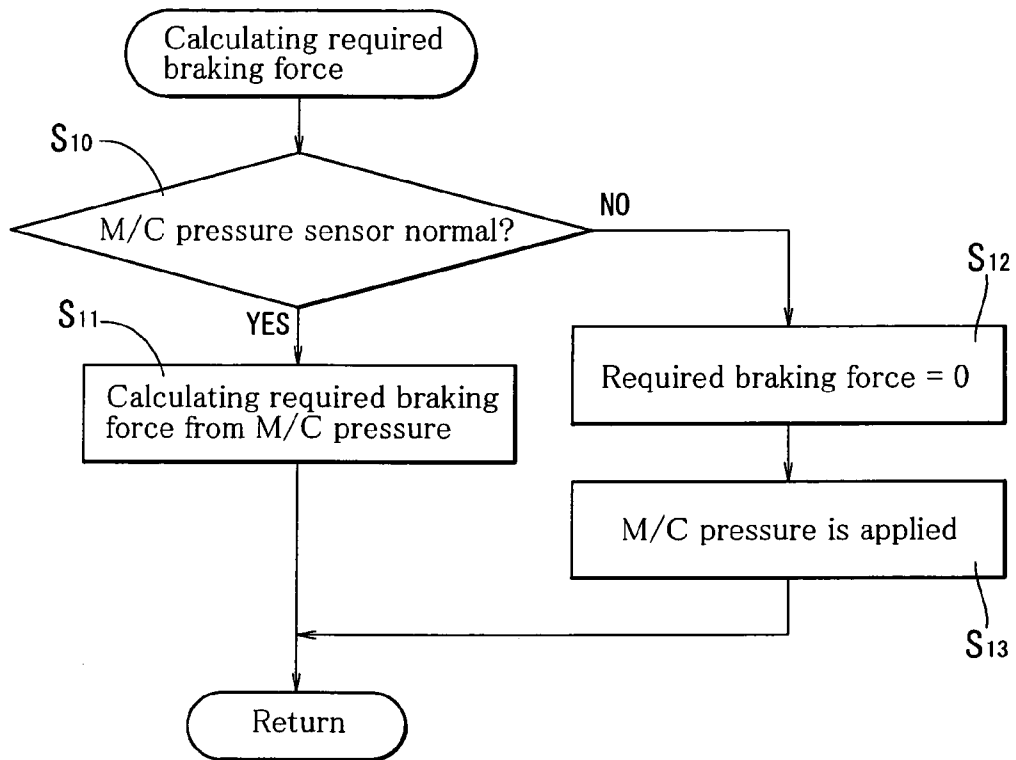 Calculating required
braking force
S10
M/C pressure sensor normal?
NO
YES
S11
Calculating required braking
force from M/C pressure
S12
Required braking force = 0
M/C pressure is applied
S13
Return